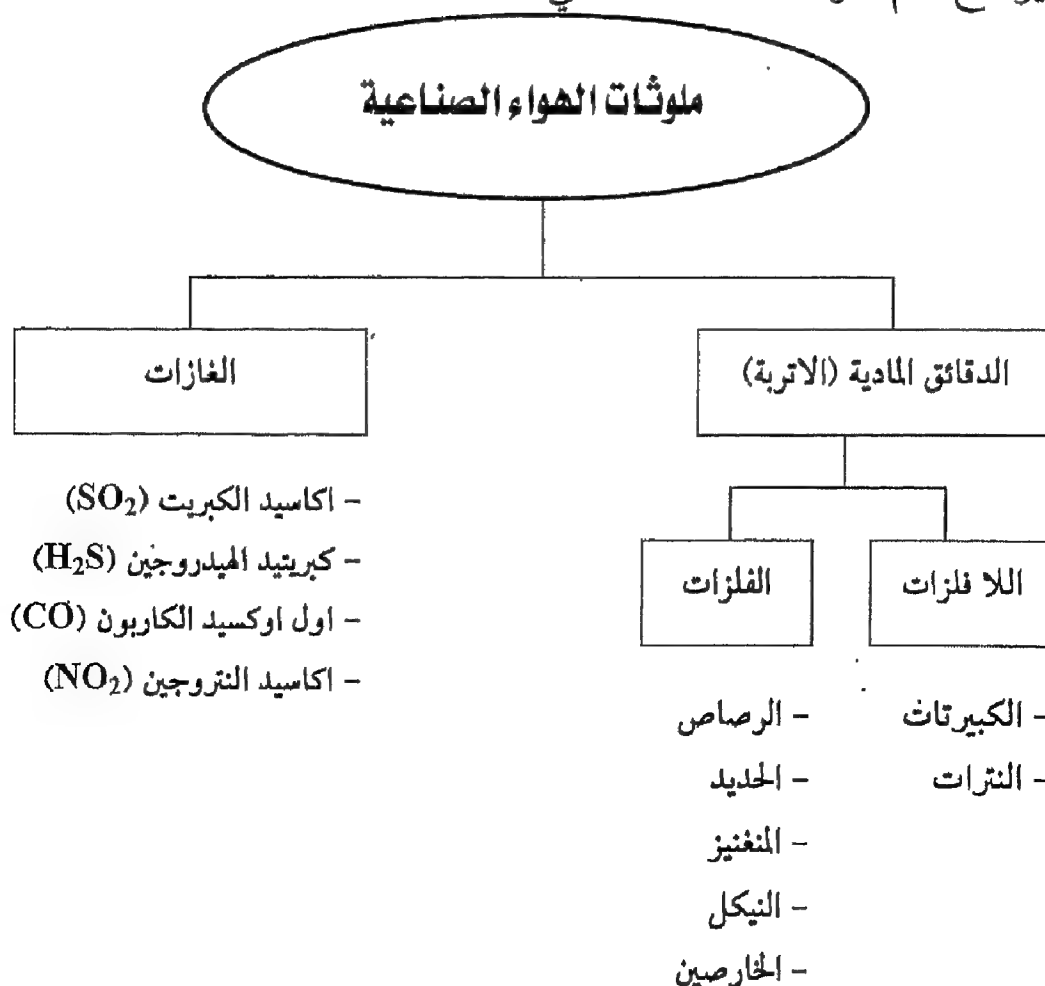 ملوثات الهواء الصناعية
الدقائق المادية (الاتربة)
الغازات
- اكاسيد الكبريت (SO₂)
- كبريتيد الهيدروجين (H₂S)
- اول اوكسيد الكاربون (CO)
- اكاسيد النتروجين (NO₂)
اللا فلزات
- الكبيرتات
- النترات
الفلزات
- الرصاص
- الحديد
- المنغنيز
- النيكل
- الخارصين